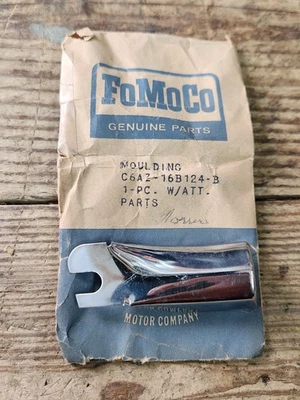 FoMoCo
GENUINE PARTS
MOULDING
C6AZ-16B124-B
1-PC. W/ATT.
PARTS
MOTOR COMPANY